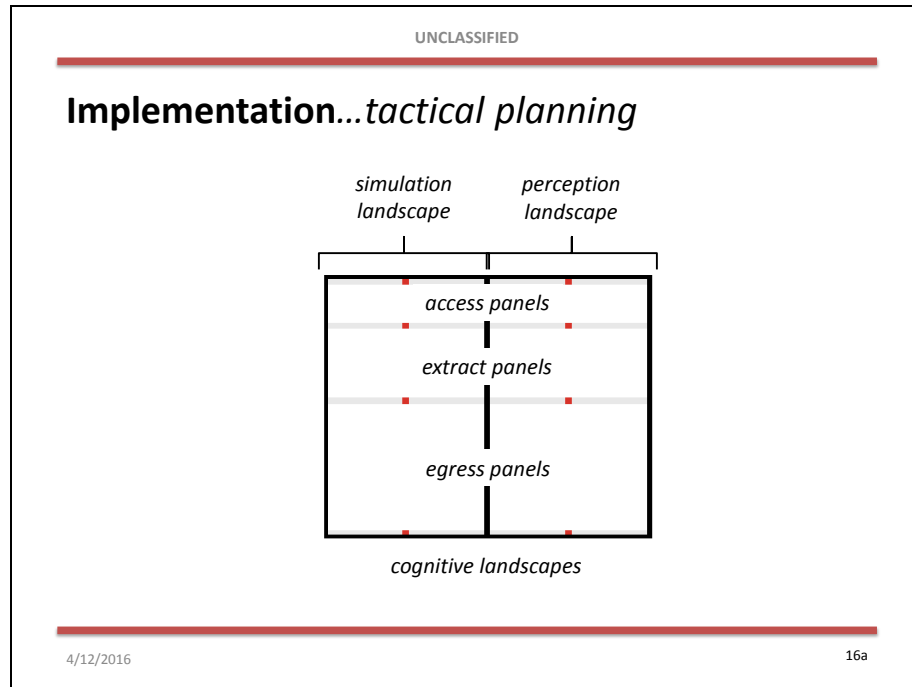 UNCLASSIFIED
Implementation...tactical planning
simulation landscape
perception landscape
access panels
extract panels
egress panels
cognitive landscapes
4/12/2016
16a